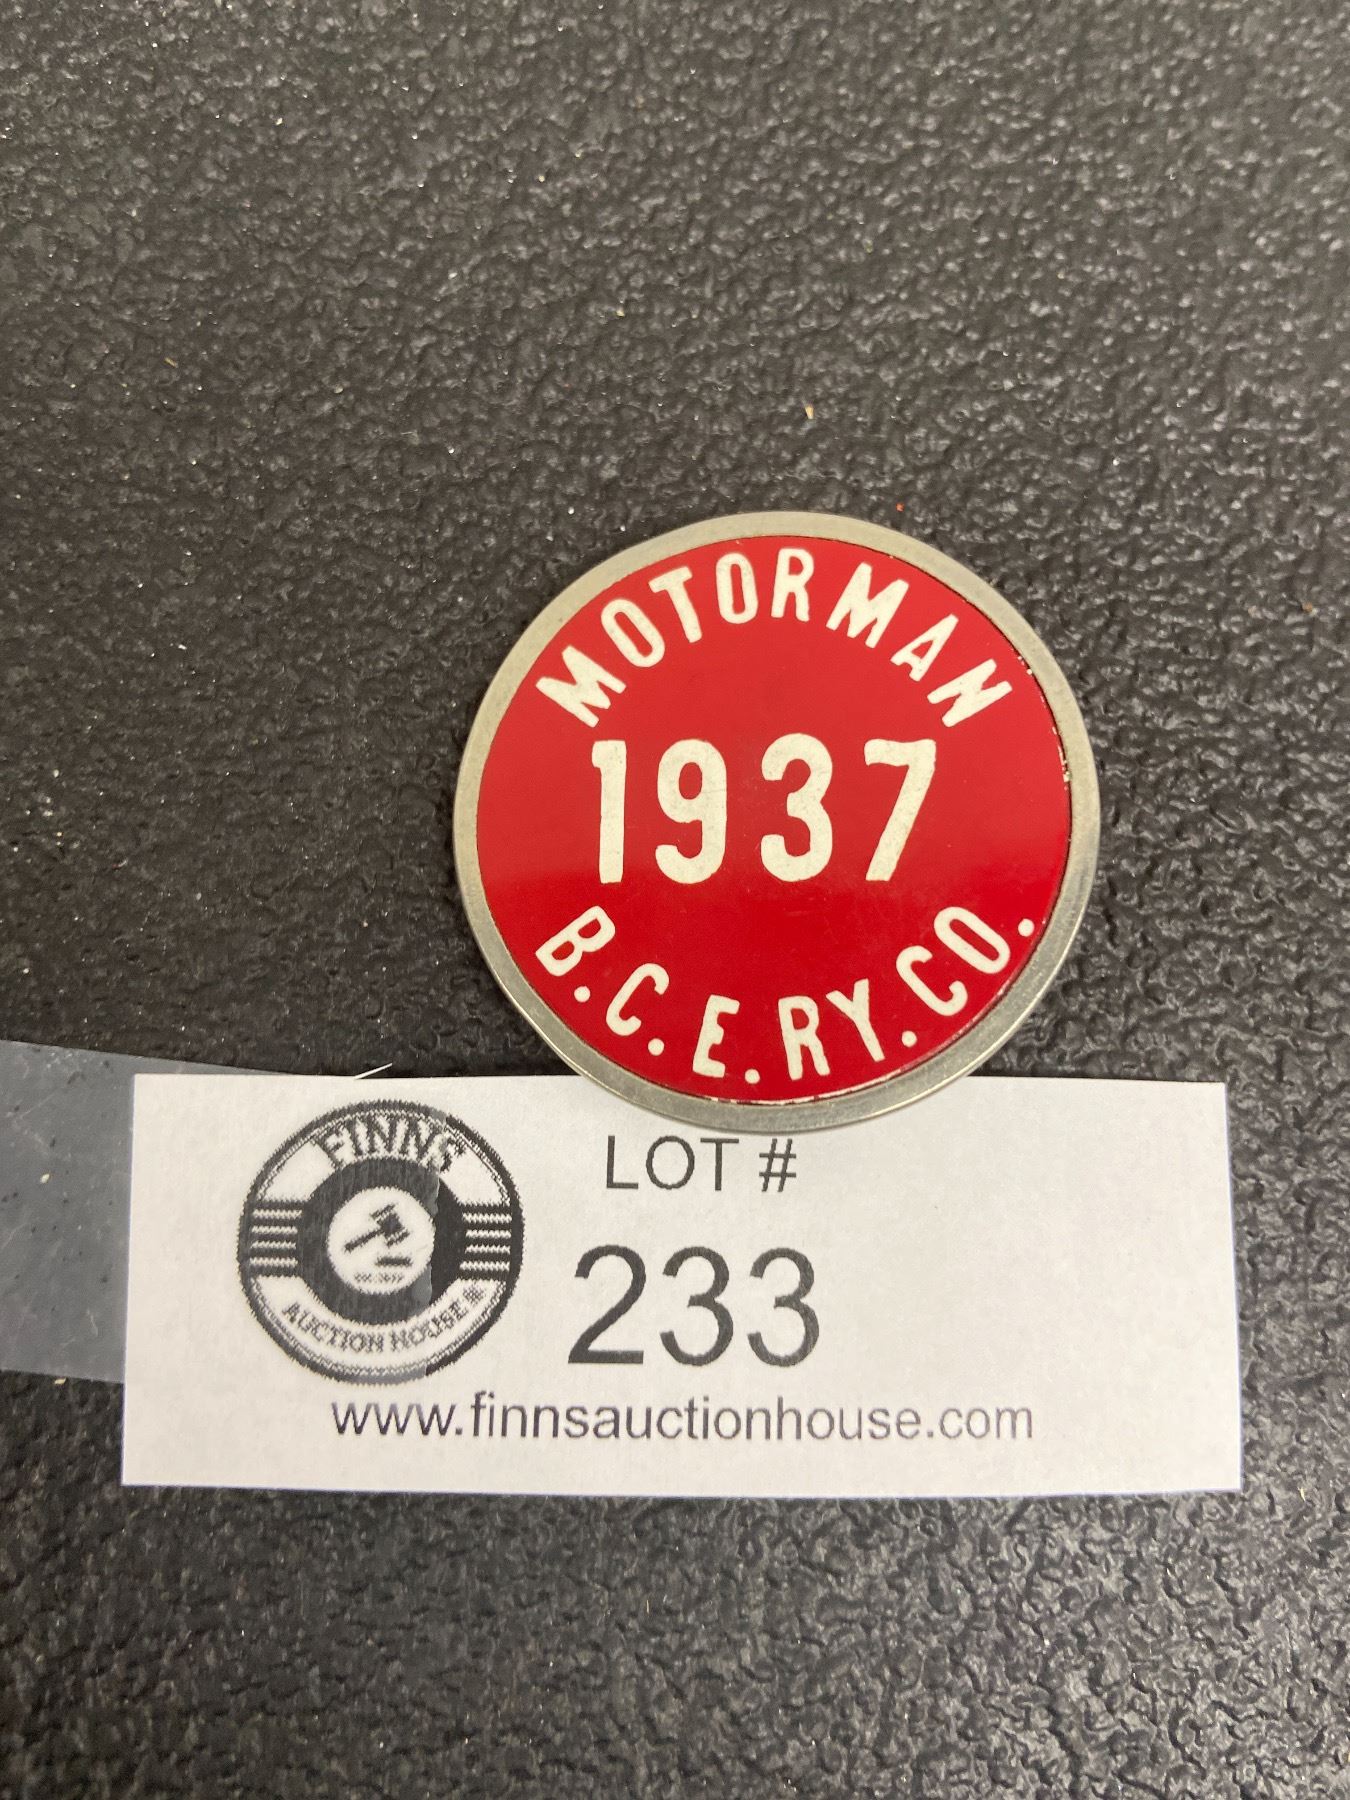 MOTORMAN
1937
B.C.E.RY.CO.
FINNS
AUCTION HOUSE
LOT #
233
www.finnsauctionhouse.com